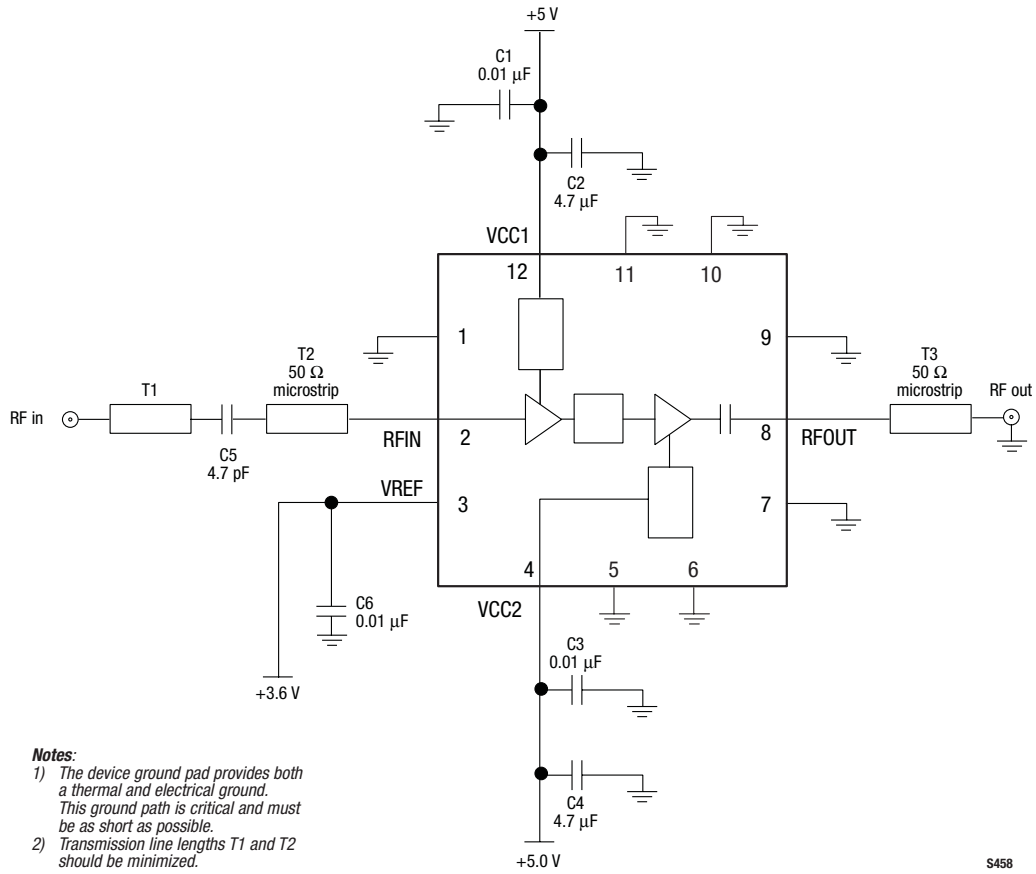 +5 V
C1
0.01 μF
C2
4.7 μF
VCC1
12
11
10
1
9
T2
50 Ω
microstrip
T3
50 Ω
microstrip
T1
RF in
RF out
C5
4.7 pF
RFIN
2
8
RFOUT
VREF
3
7
4
5
6
VCC2
C6
0.01 μF
C3
0.01 μF
+3.6 V
C4
4.7 μF
+5.0 V
Notes:
1) The device ground pad provides both
a thermal and electrical ground.
This ground path is critical and must
be as short as possible.
2) Transmission line lengths T1 and T2
should be minimized.
S458